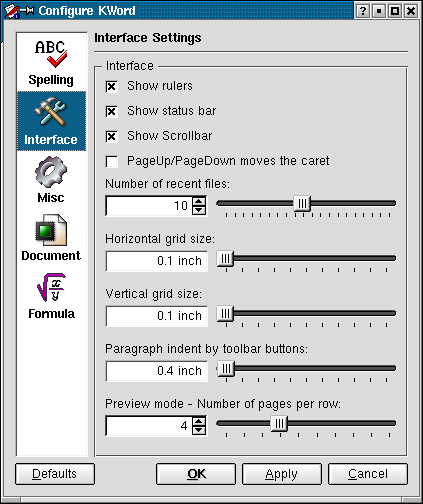 Configure KWord
ABC
Spelling
Interface
Misc
Document
x
y
Formula
Interface Settings
Interface
Show rulers
Show status bar
Show Scrollbar
PageUp/PageDown moves the caret
Number of recent files:
10
Horizontal grid size:
0.1 inch
Vertical grid size:
0.1 inch
Paragraph indent by toolbar buttons:
0.4 inch
Preview mode - Number of pages per row:
4
Defaults OK Apply Cancel